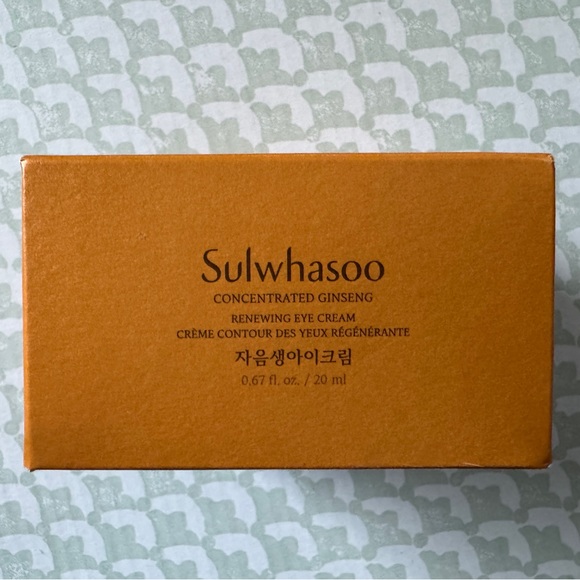 Sulwhasoo
CONCENTRATED GINSENG
RENEWING EYE CREAM
CRÈME CONTOUR DES YEUX RÉGÉNÉRANTE
자음생아이크림
0.67 fl. oz. / 20 ml